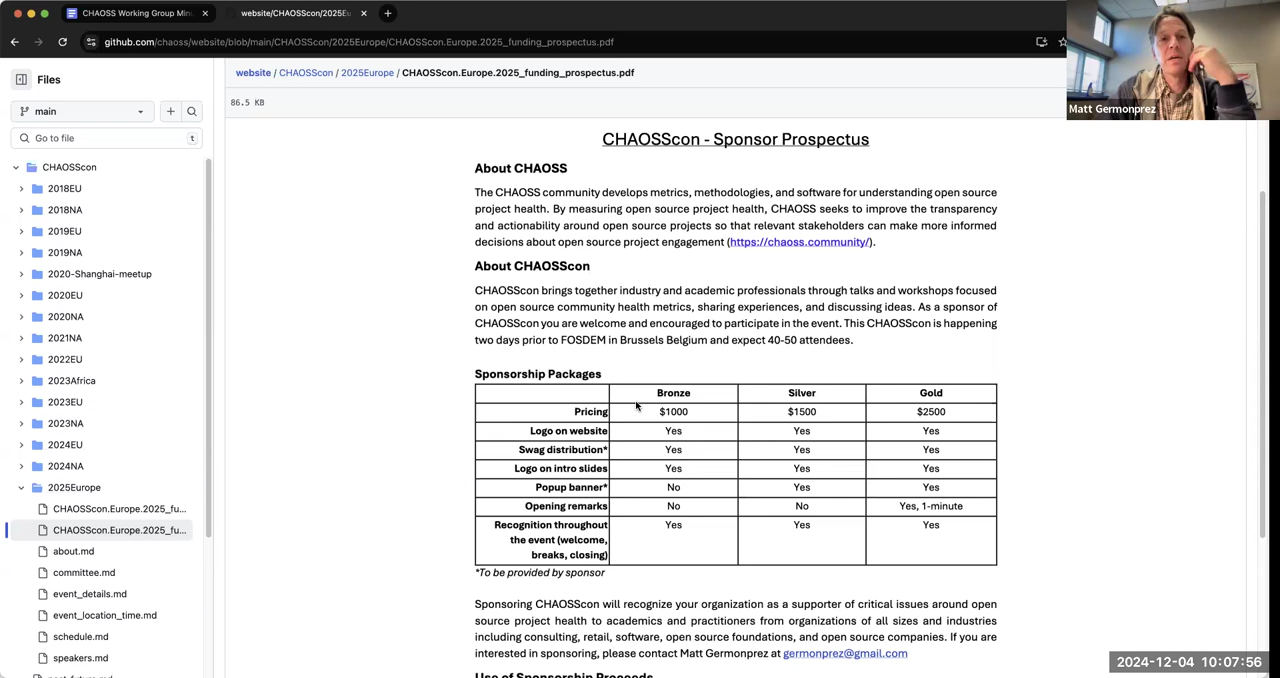 CHAOSS Working Group Min
website/CHAOSScon/2025Eu
github.com/chaoss/website/blob/main/CHAOSScon/2025Europe/CHAOSScon.Europe.2025_funding_prospectus.pdf
Matt Germonprez
Files
main
Go to file
t
CHAOSScon
2018EU
2018NA
2019EU
2019NA
2020-Shanghai-meetup
2020EU
2020NA
2021NA
2022EU
2023Africa
2023EU
2023NA
2024EU
2024NA
2025Europe
CHAOSScon.Europe.2025_fu...
CHAOSScon.Europe.2025_fu...
about.md
committee.md
event_details.md
event_location_time.md
schedule.md
speakers.md
website / CHAOSScon / 2025Europe / CHAOSScon.Europe.2025_funding_prospectus.pdf
86.5 KB
CHAOSScon - Sponsor Prospectus
About CHAOSS
The CHAOSS community develops metrics, methodologies, and software for understanding open source
project health. By measuring open source project health, CHAOSS seeks to improve the transparency
and actionability around open source projects so that relevant stakeholders can make more informed
decisions about open source project engagement (https://chaoss.community/).
About CHAOSScon
CHAOSScon brings together industry and academic professionals through talks and workshops focused
on open source community health metrics, sharing experiences, and discussing ideas. As a sponsor of
CHAOSScon you are welcome and encouraged to participate in the event. This CHAOSScon is happening
two days prior to FOSDEM in Brussels Belgium and expect 40-50 attendees.
Sponsorship Packages
Bronze Silver Gold
Pricing $1000 $1500 $2500
Logo on website Yes Yes Yes
Swag distribution* Yes Yes Yes
Logo on intro slides Yes Yes Yes
Popup banner* No Yes Yes
Opening remarks No No Yes, 1-minute
Recognition throughout Yes Yes Yes
the event (welcome,
breaks, closing)
*To be provided by sponsor
Sponsoring CHAOSScon will recognize your organization as a supporter of critical issues around open
source project health to academics and practitioners from organizations of all sizes and industries
including consulting, retail, software, open source foundations, and open source companies. If you are
interested in sponsoring, please contact Matt Germonprez at germonprez@gmail.com
Use of Sponsorship Proceeds
2024-12-04 10:07:56